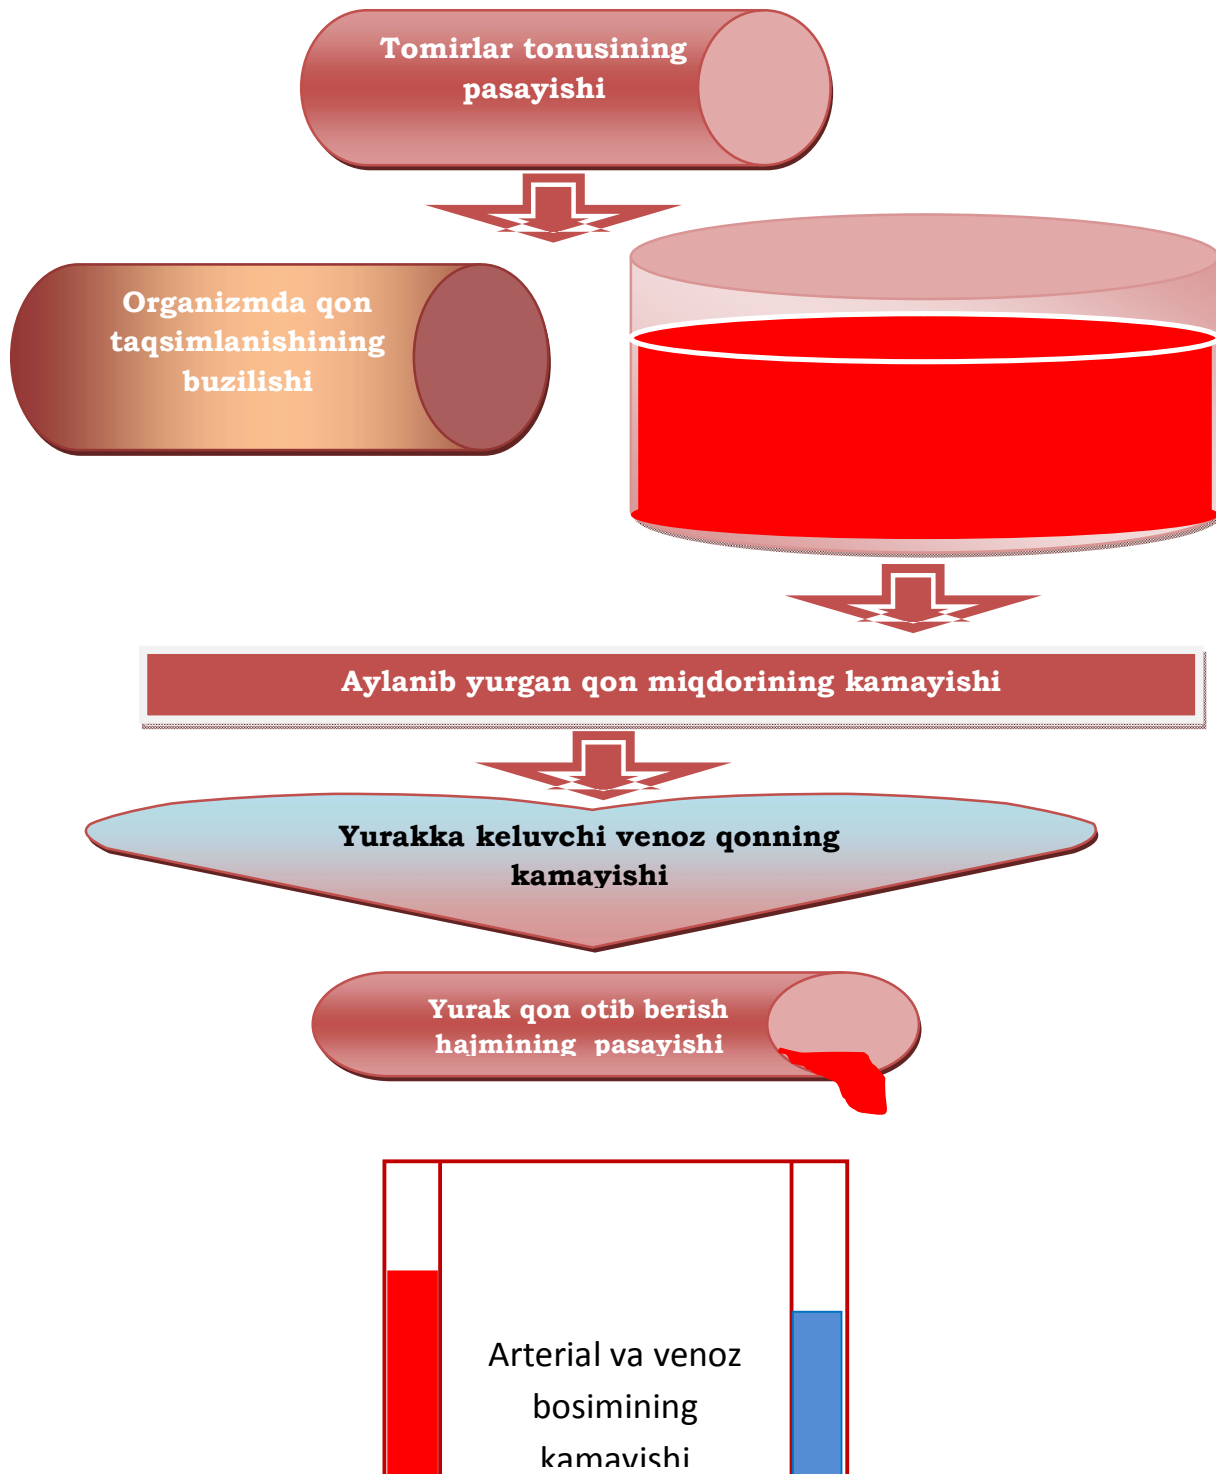 Tomirlar tonusining
pasayishi
Organizmda qon
taqsimlanishining
buzilishi
Aylanib yurgan qon miqdorining kamayishi
Yurakka keluvchi venoz qonning
kamayishi
Yurak qon otib berish
hajmining pasayishi
Arterial va venoz
bosimining
kamayishi